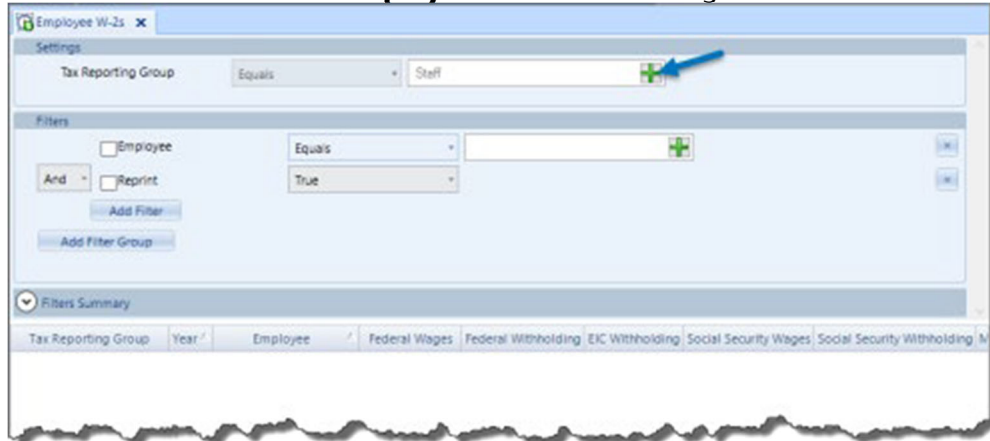 Employee W-2s
Settings
Tax Reporting Group Equals Staff
Filters
Employee Equals
And Reprint True
Add Filter
Add Filter Group
Filters Summary
Tax Reporting Group Year Employee Federal Wages Federal Withholding EIC Withholding Social Security Wages Social Security Withholding M